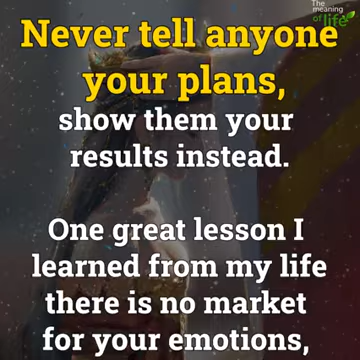 The
meaning
of life
Never tell anyone
your plans,
show them your
results instead.
One great lesson I
learned from my life
there is no market
for your emotions,